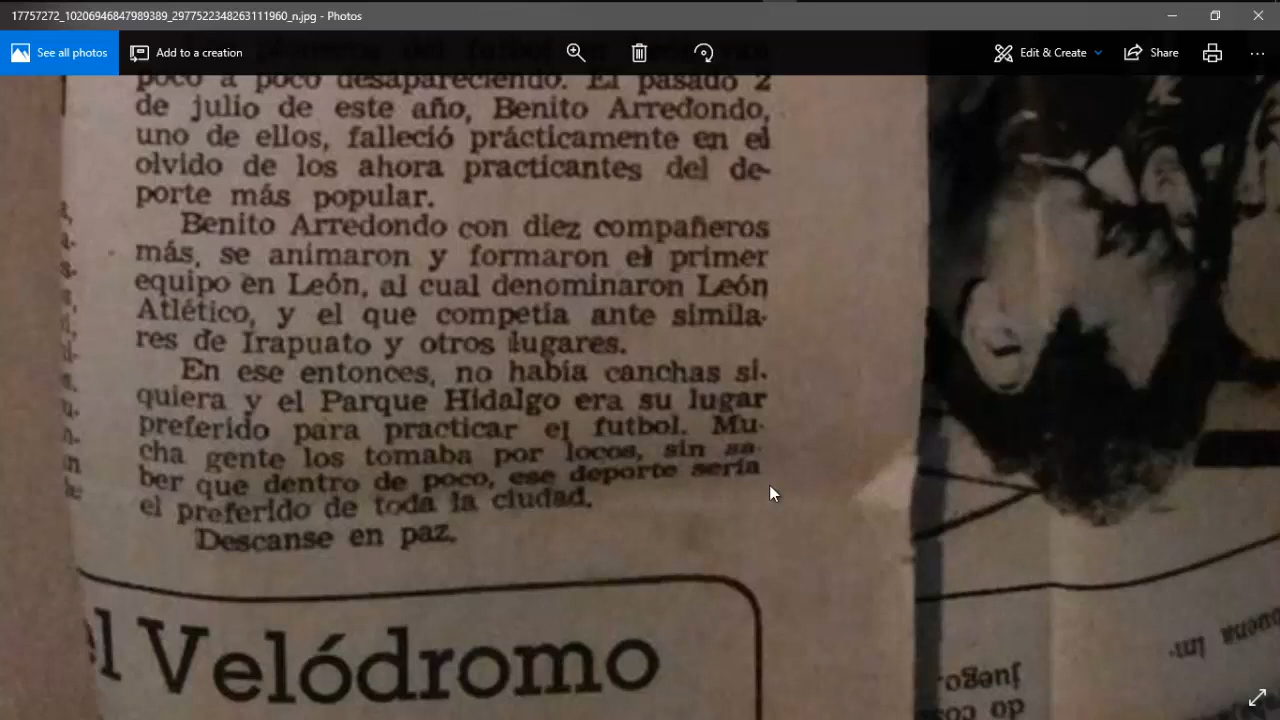 17757272_10206946847989389_2977522348263111960_n.jpg - Photos
See all photos
Add to a creation
Edit & Create
Share
poco a poco desapareciendo. El pasado 2
de julio de este año, Benito Arredondo,
uno de ellos, falleció prácticamente en el
olvido de los ahora practicantes del de-
porte más popular.
Benito Arredondo con diez compañeros
más, se animaron y formaron el primer
equipo en León, al cual denominaron León
Atlético, y el que competía ante simila-
res de Irapuato y otros lugares.
En ese entonces, no había canchas si-
quiera y el Parque Hidalgo era su lugar
preferido para practicar el futbol. Mu-
cha gente los tomaba por locos, sin sa-
ber que dentro de poco, ese deporte sería
el preferido de toda la ciudad.
Descanse en paz.
el Velódromo
juego